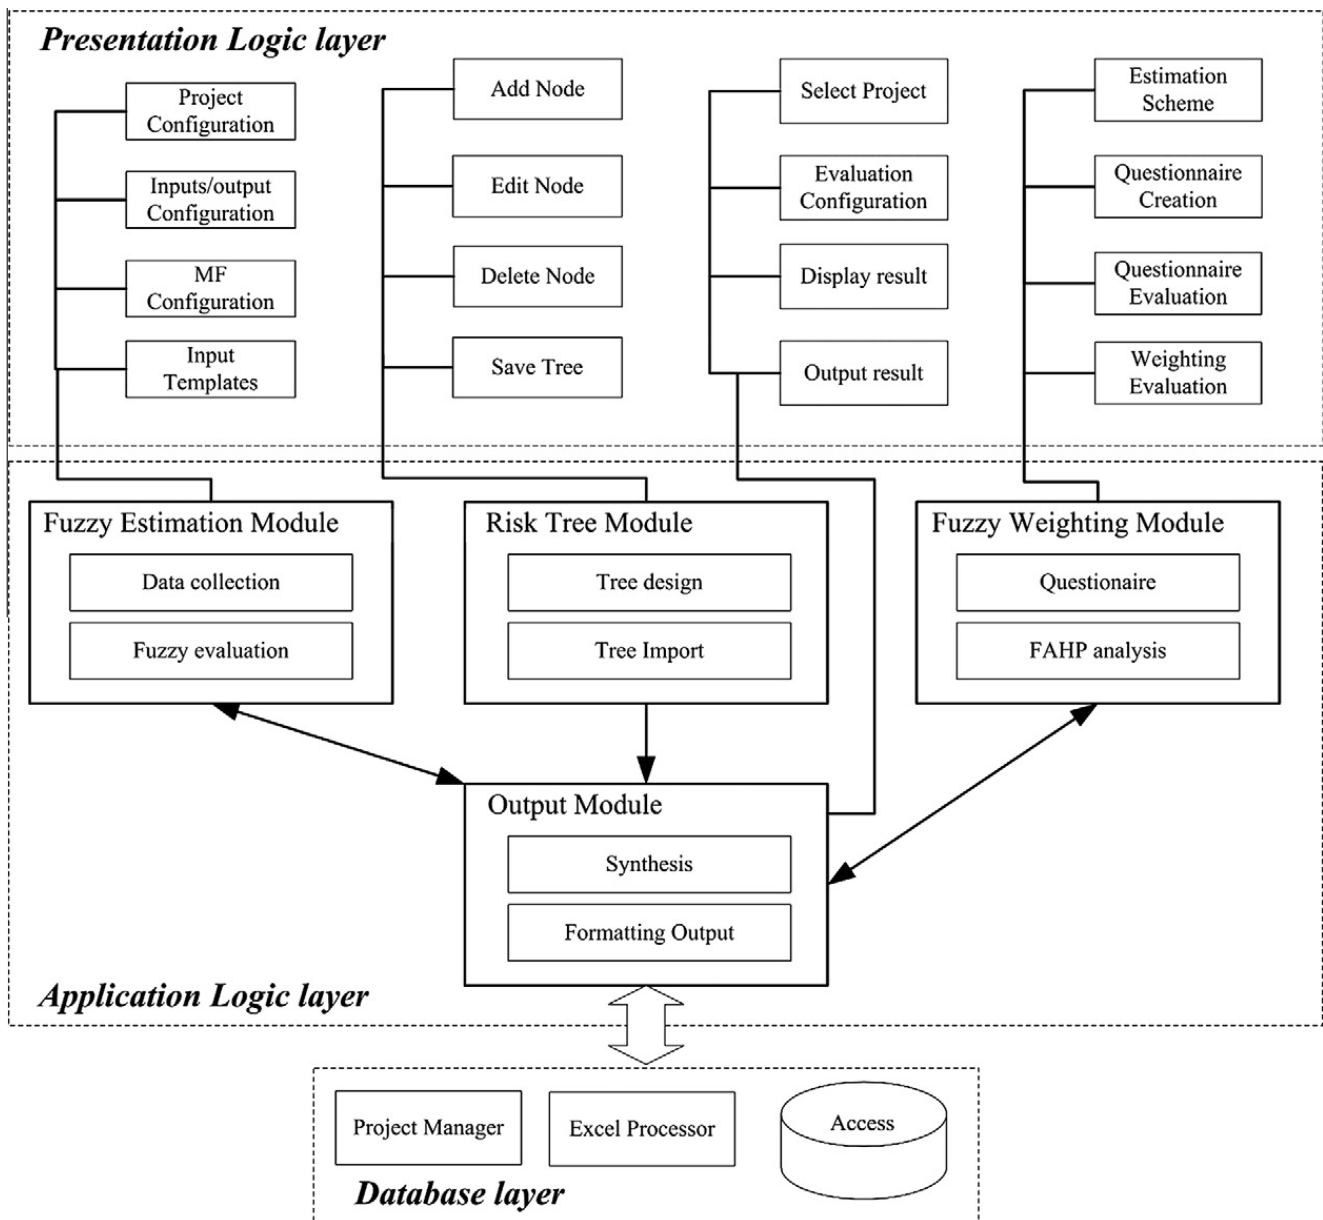 Presentation Logic layer
Project
Configuration
Inputs/output
Configuration
MF
Configuration
Input
Templates
Add Node
Edit Node
Delete Node
Save Tree
Select Project
Evaluation
Configuration
Display result
Output result
Estimation
Scheme
Questionnaire
Creation
Questionnaire
Evaluation
Weighting
Evaluation
Fuzzy Estimation Module
Data collection
Fuzzy evaluation
Risk Tree Module
Tree design
Tree Import
Fuzzy Weighting Module
Questionaire
FAHP analysis
Output Module
Synthesis
Formatting Output
Application Logic layer
Project Manager
Excel Processor
Access
Database layer